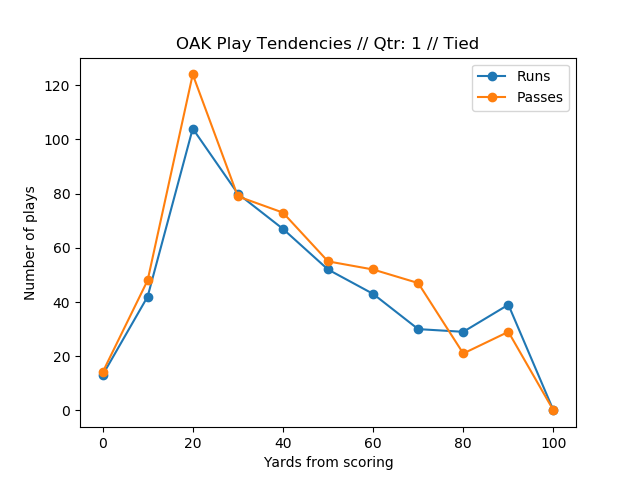 OAK Play Tendencies // Qtr: 1 // Tied
Runs
Passes
Number of plays
120
100
80
60
40
20
0
0 20 40 60 80 100
Yards from scoring